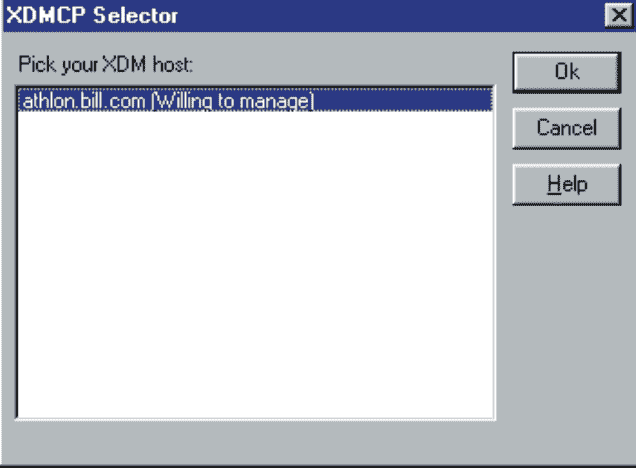 XDMCP Selector
Pick your XDM host:
athlon.bill.com (Willing to manage)
Ok
Cancel
Help